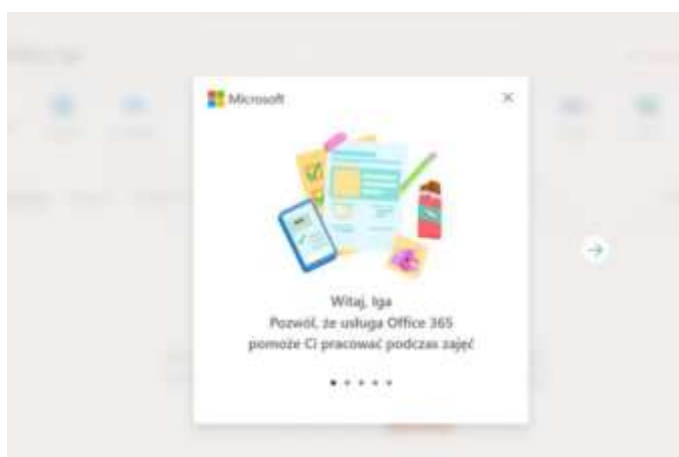 Microsoft
Witaj, Iga
Pozwól, że usługa Office 365
pomoże Ci pracować podczas zajęć